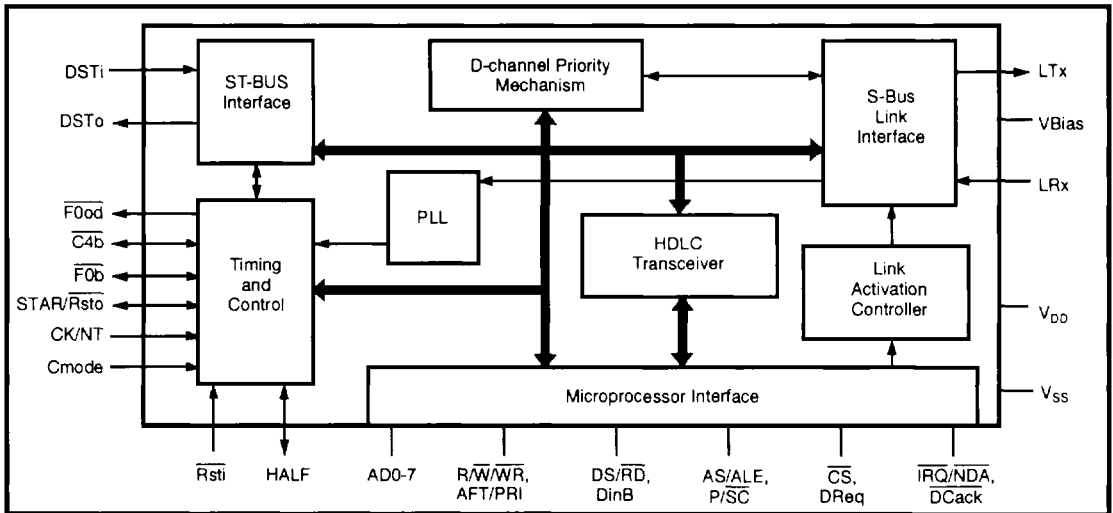 DSTi
DSTo
ST-BUS
Interface
D-channel Priority
Mechanism
S-Bus
Link
Interface
LTx
VBias
LRx
F0od
C4b
F0b
STAR/Rsto
CK/NT
Cmode
Timing
and
Control
PLL
HDLC
Transceiver
Link
Activation
Controller
VDD
VSS
Microprocessor Interface
Rsti
HALF
AD0-7
R/W/WR,
AFT/PRI
DS/RD,
DinB
AS/ALE,
P/SC
CS,
DReq
IRQ/NDA,
DCack